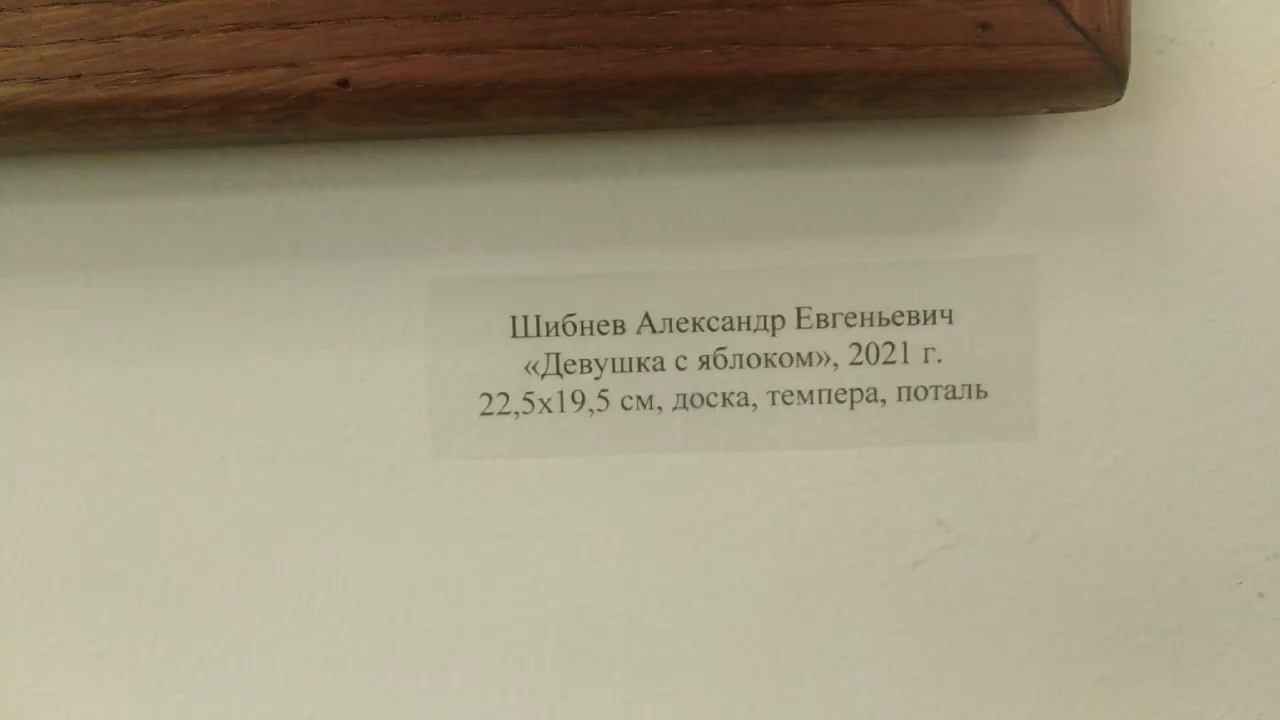 Шибнев Александр Евгеньевич
«Девушка с яблоком», 2021 г.
22,5х19,5 см, доска, темпера, поталь